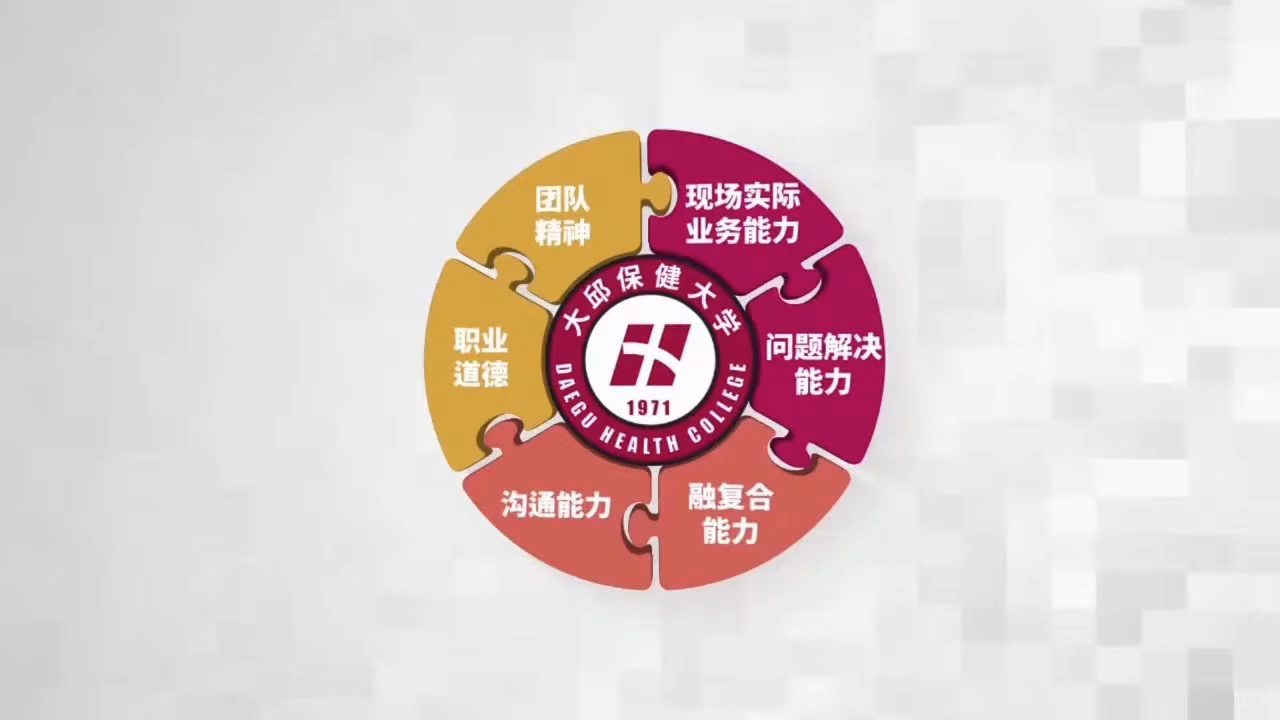 团队
精神
现场实际
业务能力
职业
道德
大邱保健大学
1971
DAEGU HEALTH COLLEGE
问题解决
能力
沟通能力
融复合
能力